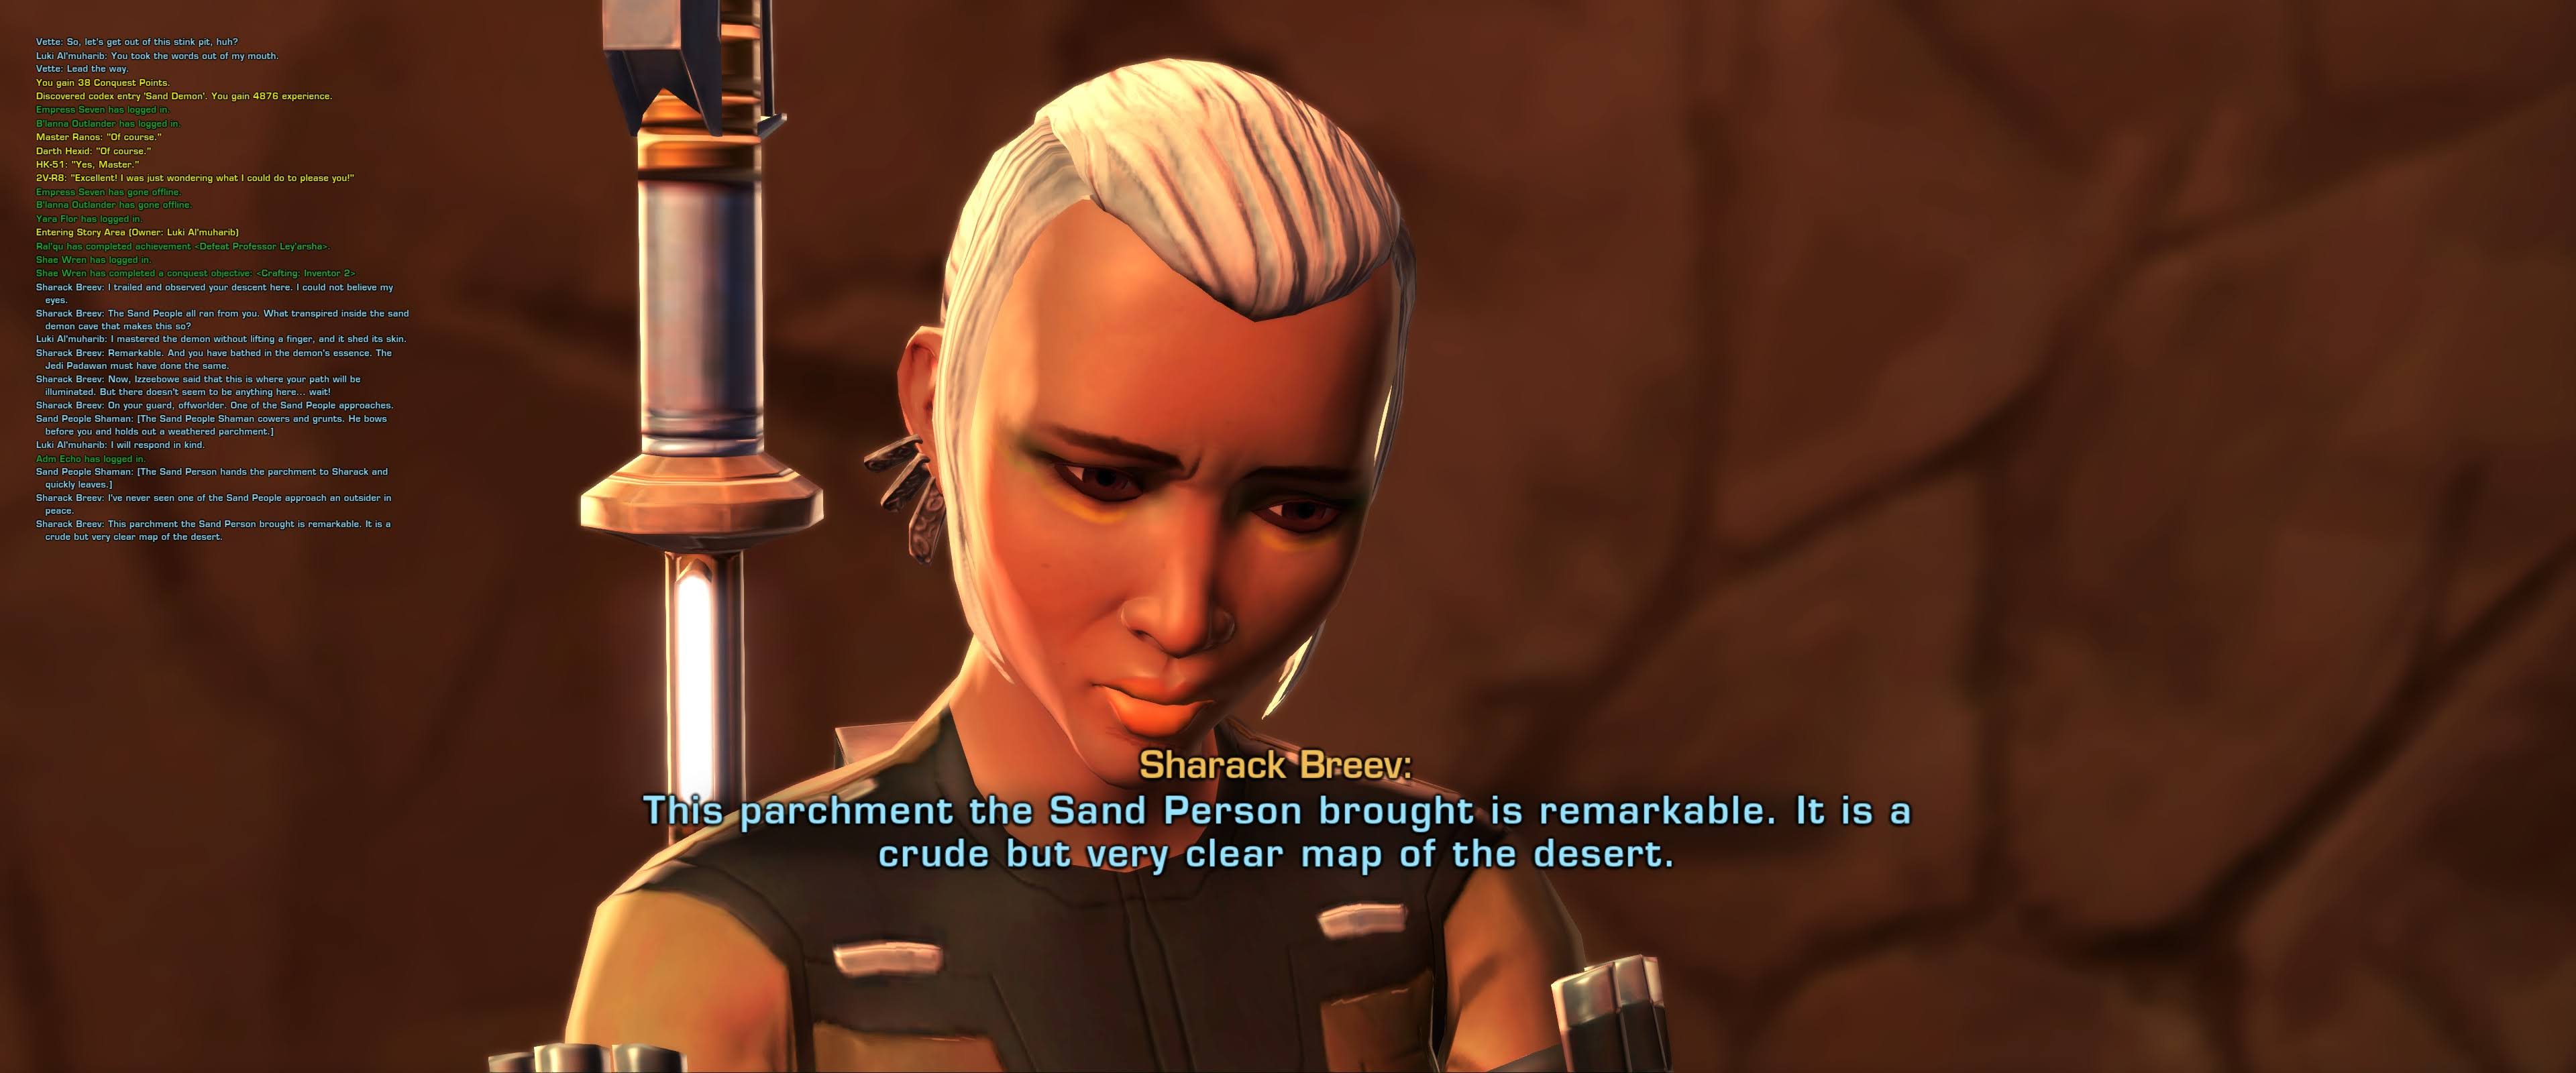 Vette: So, let's get out of this stink pit, huh?
Luki Al'muharib: You took the words out of my mouth.
Vette: Lead the way.
You gain 38 Conquest Points.
Discovered codex entry 'Sand Demon'. You gain 4876 experience.
Empress Seven has logged in.
B'lanna Outlander has logged in.
Master Ranos: "Of course."
Darth Hexid: "Of course."
HK-51: "Yes, Master."
2V-R8: "Excellent! I was just wondering what I could do to please you!"
Empress Seven has gone offline.
B'lanna Outlander has gone offline.
Yara Flor has logged in.
Entering Story Area (Owner: Luki Al'muharib)
Ral'qu has completed achievement <Defeat Professor Ley'arsha>.
Shae Wren has logged in.
Shae Wren has completed a conquest objective: <Crafting: Inventor 2>
Sharack Breev: I trailed and observed your descent here. I could not believe my
eyes.
Sharack Breev: The Sand People all ran from you. What transpired inside the sand
demon cave that makes this so?
Luki Al'muharib: I mastered the demon without lifting a finger, and it shed its skin.
Sharack Breev: Remarkable. And you have bathed in the demon's essence. The
Jedi Padawan must have done the same.
Sharack Breev: Now, Izzeebowe said that this is where your path will be
illuminated. But there doesn't seem to be anything here... wait!
Sharack Breev: On your guard, offworlder. One of the Sand People approaches.
Sand People Shaman: [The Sand People Shaman cowers and grunts. He bows
before you and holds out a weathered parchment.]
Luki Al'muharib: I will respond in kind.
Adm Echo has logged in.
Sand People Shaman: [The Sand Person hands the parchment to Sharack and
quickly leaves.]
Sharack Breev: I've never seen one of the Sand People approach an outsider in
peace.
Sharack Breev: This parchment the Sand Person brought is remarkable. It is a
crude but very clear map of the desert.
Sharack Breev:
This parchment the Sand Person brought is remarkable. It is a
crude but very clear map of the desert.